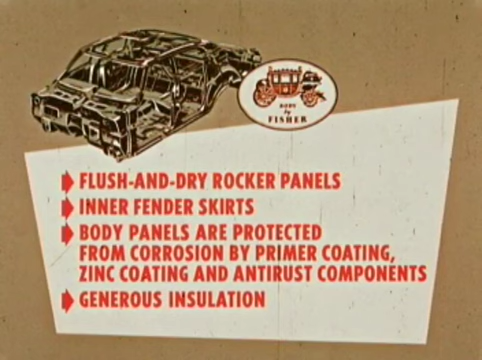 BODY
by
FISHER
FLUSH-AND-DRY ROCKER PANELS
INNER FENDER SKIRTS
BODY PANELS ARE PROTECTED
FROM CORROSION BY PRIMER COATING,
ZINC COATING AND ANTIRUST COMPONENTS
GENEROUS INSULATION